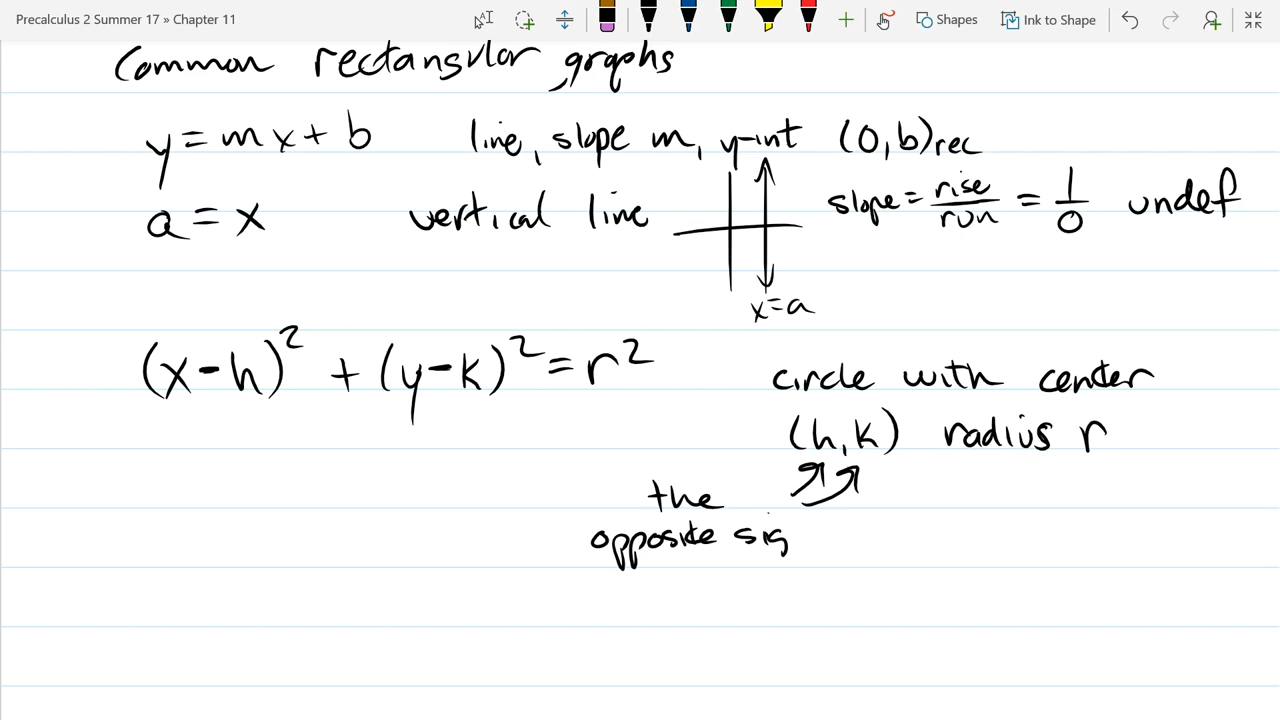 Precalculus 2 Summer 17 » Chapter 11
Shapes
Ink to Shape
Common rectangular graphs
y = mx + b line, slope m, y-int (0,b)rec
a = x vertical line slope = rise/run = 1/0 undef
x=a
(x-h)² + (y-k)² = r²
circle with center
(h,k) radius r
the
opposite sig